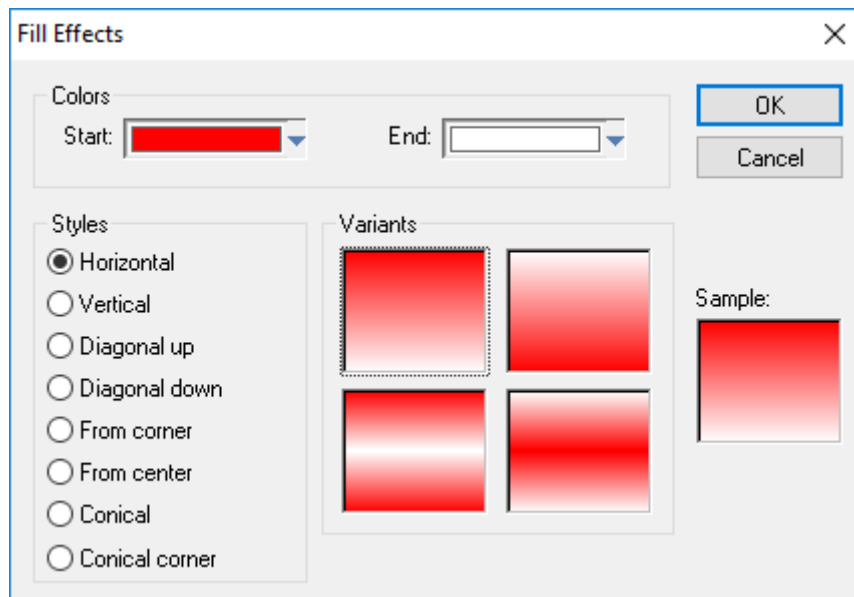 Fill Effects
Colors
Start:
End:
OK
Cancel
Styles
Horizontal
Vertical
Diagonal up
Diagonal down
From corner
From center
Conical
Conical corner
Variants
Sample: